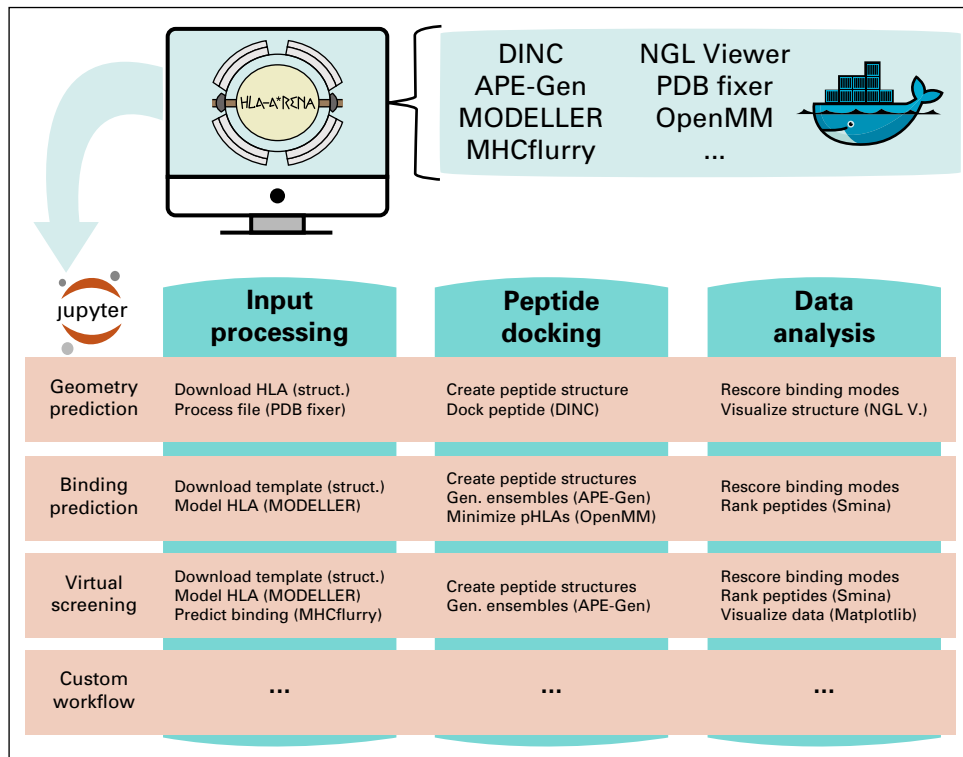 HLA-A*RENA
DINC
APE-Gen
MODELLER
MHCflurry
NGL Viewer
PDB fixer
OpenMM
...
jupyter
Input
processing
Peptide
docking
Data
analysis
Geometry
prediction
Download HLA (struct.)
Process file (PDB fixer)
Create peptide structure
Dock peptide (DINC)
Rescore binding modes
Visualize structure (NGL V.)
Binding
prediction
Download template (struct.)
Model HLA (MODELLER)
Create peptide structures
Gen. ensembles (APE-Gen)
Minimize pHLAs (OpenMM)
Rescore binding modes
Rank peptides (Smina)
Virtual
screening
Download template (struct.)
Model HLA (MODELLER)
Predict binding (MHCflurry)
Create peptide structures
Gen. ensembles (APE-Gen)
Rescore binding modes
Rank peptides (Smina)
Visualize data (Matplotlib)
Custom
workflow
...
...
...